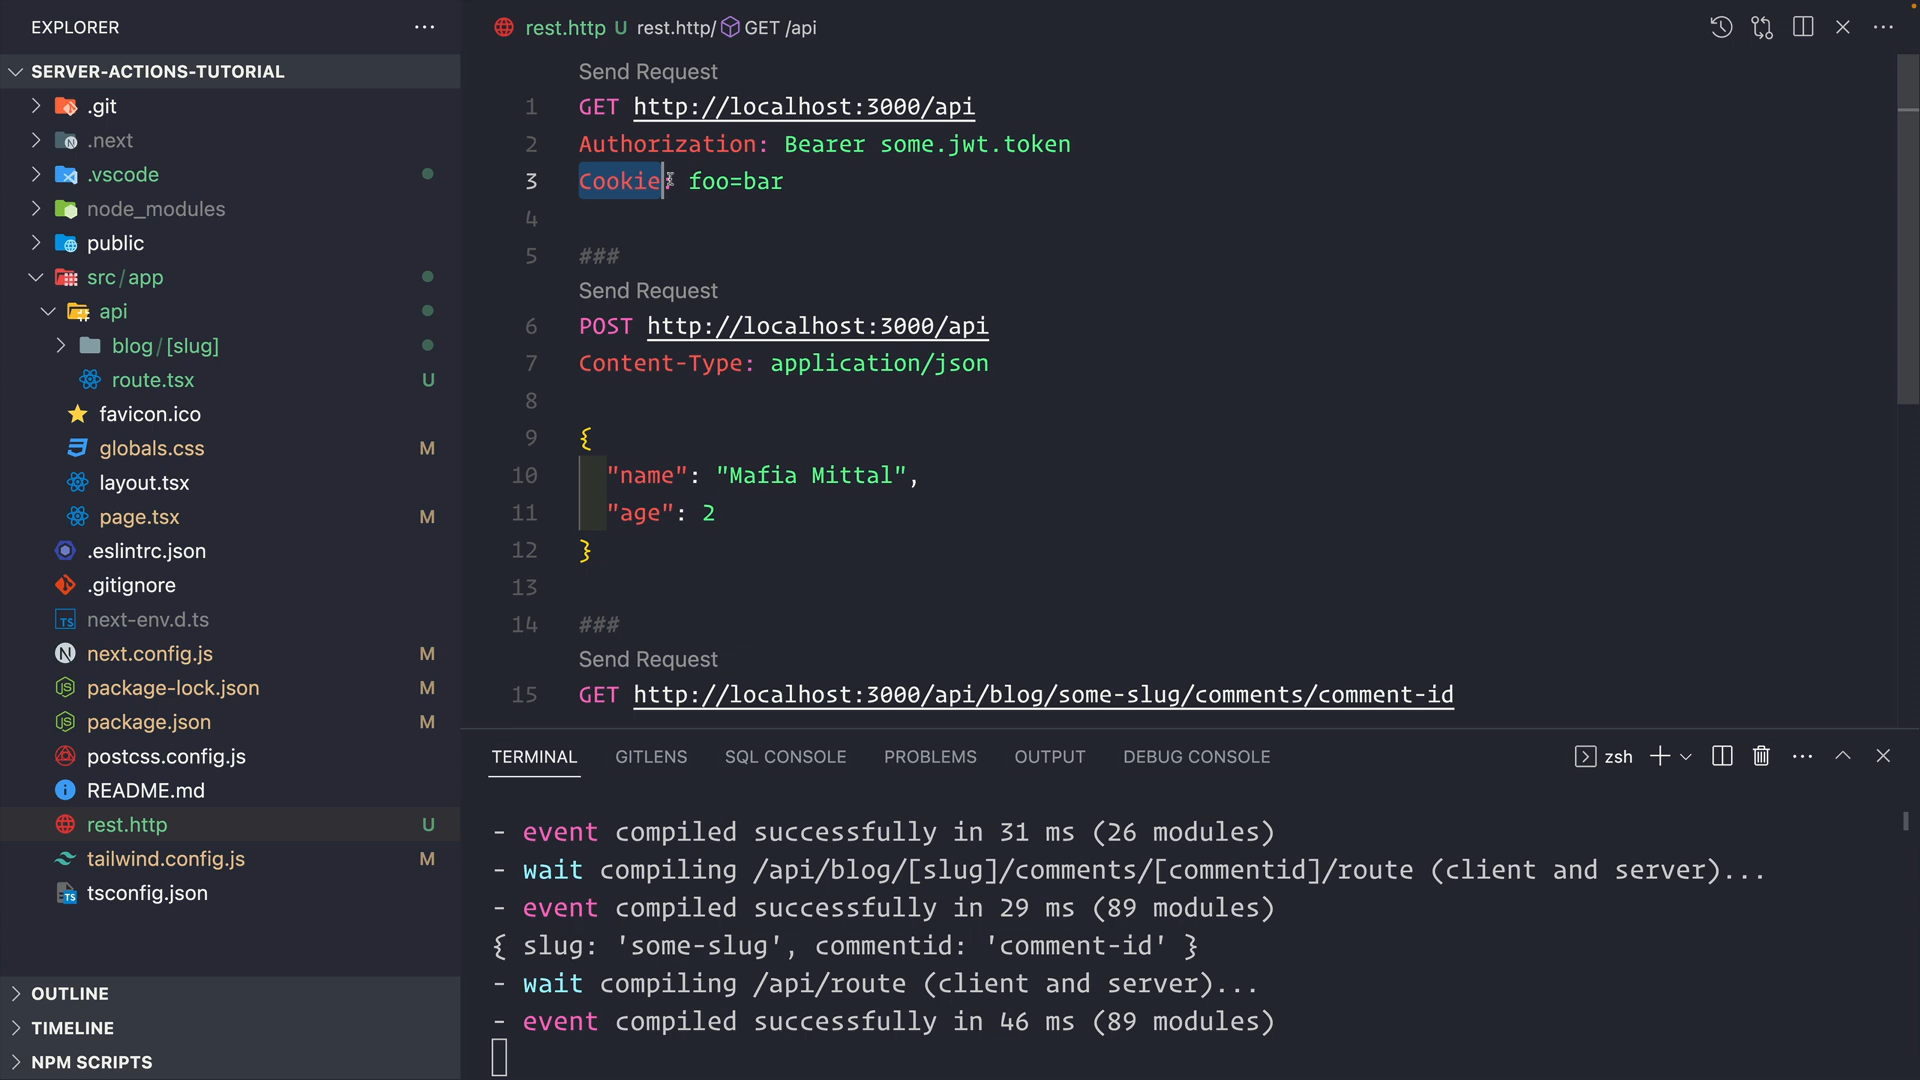 EXPLORER
SERVER-ACTIONS-TUTORIAL
.git
.next
.vscode
node_modules
public
src/app
api
blog/[slug]
route.tsx U
favicon.ico
globals.css M
layout.tsx
page.tsx M
.eslintrc.json
.gitignore
next-env.d.ts
next.config.js M
package-lock.json M
package.json M
postcss.config.js
README.md
rest.http U
tailwind.config.js M
tsconfig.json
OUTLINE
TIMELINE
NPM SCRIPTS
rest.http U rest.http/ GET /api
Send Request
1 GET http://localhost:3000/api
2 Authorization: Bearer some.jwt.token
3 Cookie: foo=bar
4
5 ###
Send Request
6 POST http://localhost:3000/api
7 Content-Type: application/json
8
9 {
10 "name": "Mafia Mittal",
11 "age": 2
12 }
13
14 ###
Send Request
15 GET http://localhost:3000/api/blog/some-slug/comments/comment-id
TERMINAL GITLENS SQL CONSOLE PROBLEMS OUTPUT DEBUG CONSOLE zsh
- event compiled successfully in 31 ms (26 modules)
- wait compiling /api/blog/[slug]/comments/[commentid]/route (client and server)...
- event compiled successfully in 29 ms (89 modules)
{ slug: 'some-slug', commentid: 'comment-id' }
- wait compiling /api/route (client and server)...
- event compiled successfully in 46 ms (89 modules)